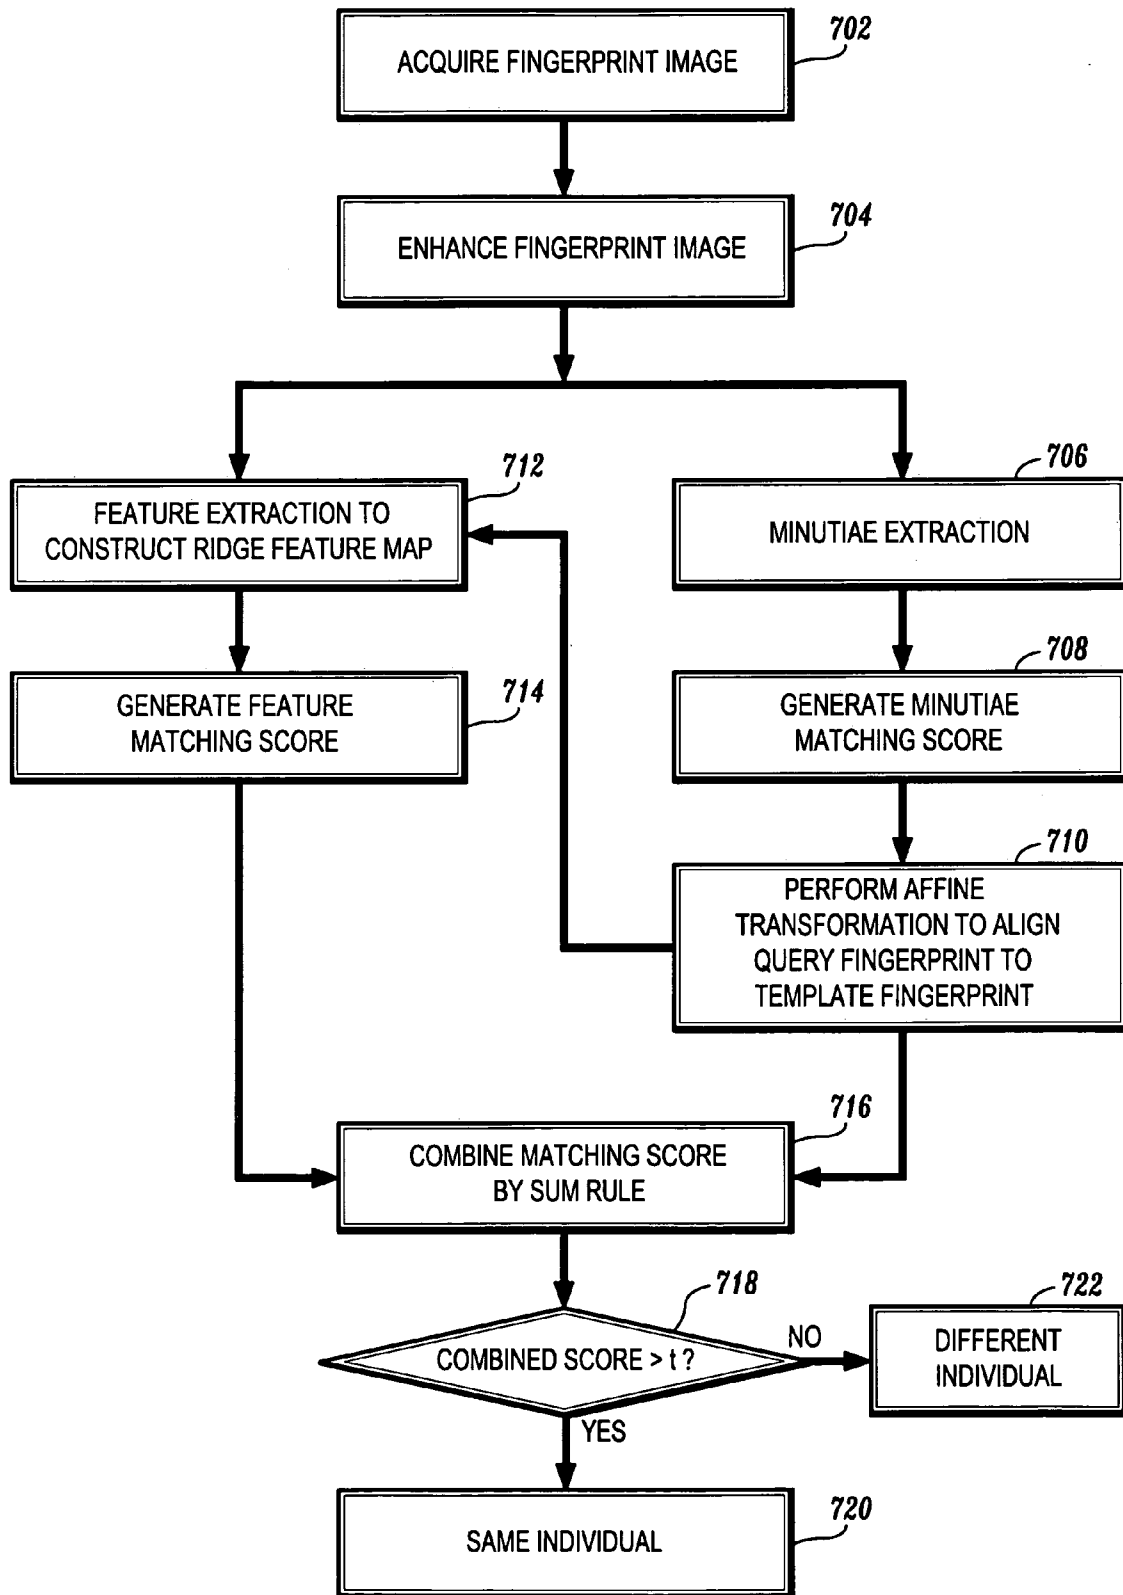 702
ACQUIRE FINGERPRINT IMAGE
704
ENHANCE FINGERPRINT IMAGE
712
FEATURE EXTRACTION TO
CONSTRUCT RIDGE FEATURE MAP
706
MINUTIAE EXTRACTION
714
GENERATE FEATURE
MATCHING SCORE
708
GENERATE MINUTIAE
MATCHING SCORE
710
PERFORM AFFINE
TRANSFORMATION TO ALIGN
QUERY FINGERPRINT TO
TEMPLATE FINGERPRINT
716
COMBINE MATCHING SCORE
BY SUM RULE
718
COMBINED SCORE > t ?
NO
722
DIFFERENT
INDIVIDUAL
YES
720
SAME INDIVIDUAL